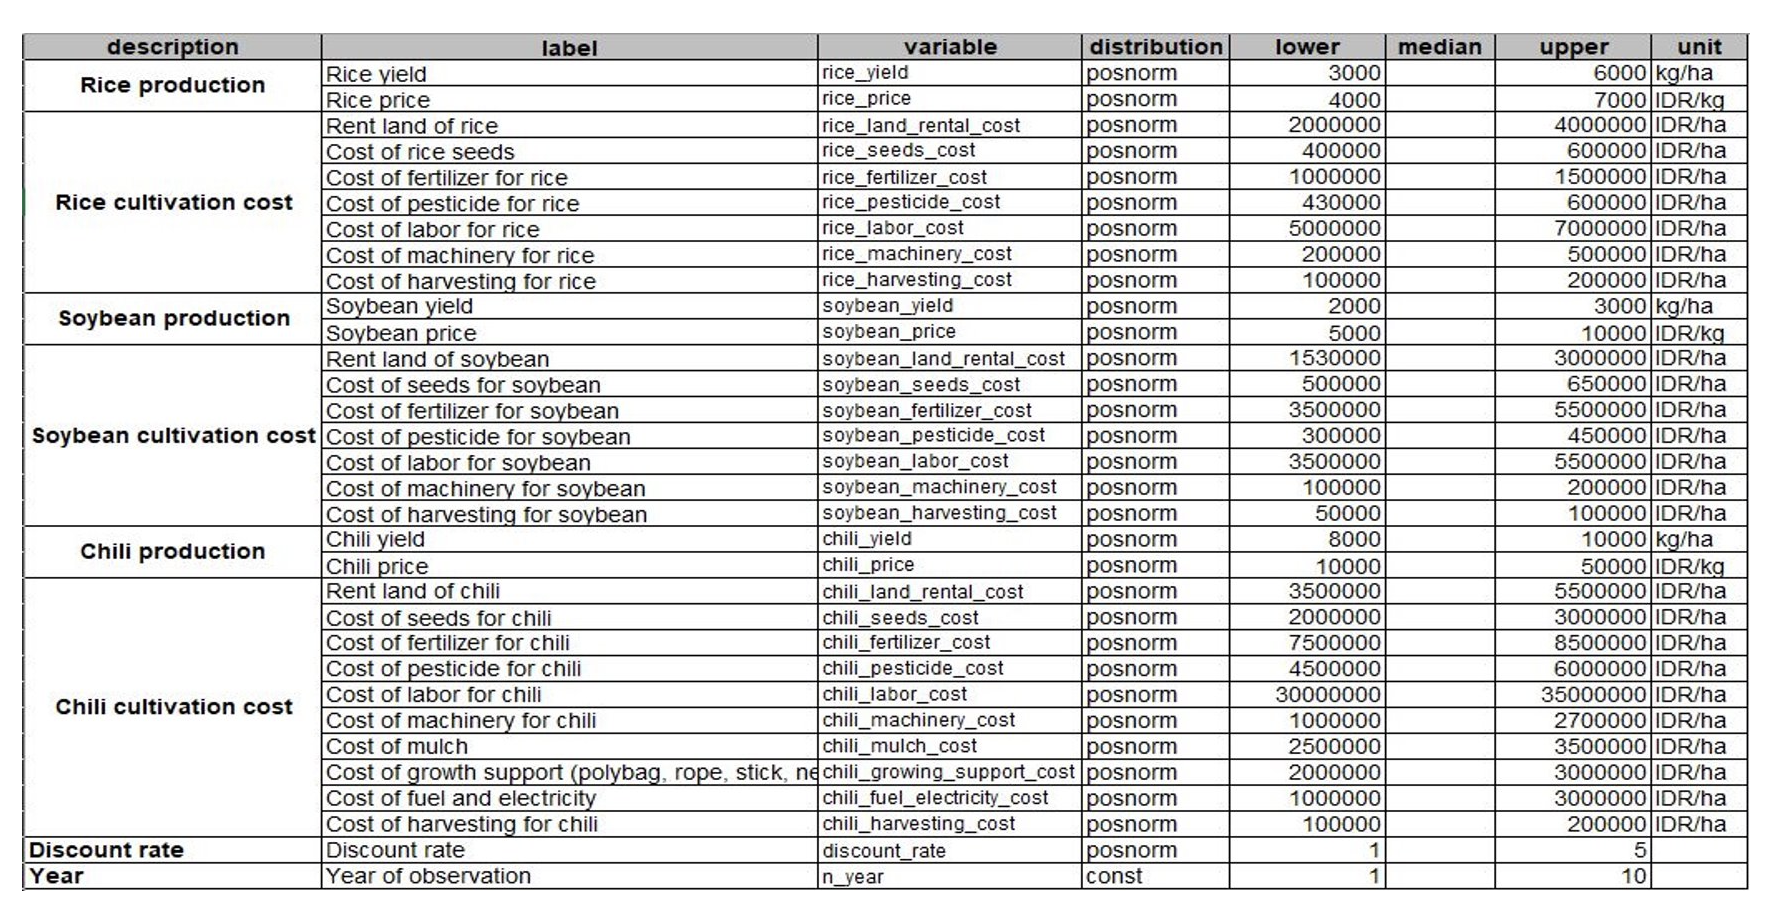 description label variable distribution lower median upper unit
Rice production Rice yield rice_yield posnorm 3000 6000 kg/ha
Rice price rice_price posnorm 4000 7000 IDR/kg
Rice cultivation cost Rent land of rice rice_land_rental_cost posnorm 2000000 4000000 IDR/ha
Cost of rice seeds rice_seeds_cost posnorm 400000 600000 IDR/ha
Cost of fertilizer for rice rice_fertilizer_cost posnorm 1000000 1500000 IDR/ha
Cost of pesticide for rice rice_pesticide_cost posnorm 430000 600000 IDR/ha
Cost of labor for rice rice_labor_cost posnorm 5000000 7000000 IDR/ha
Cost of machinery for rice rice_machinery_cost posnorm 200000 500000 IDR/ha
Cost of harvesting for rice rice_harvesting_cost posnorm 100000 200000 IDR/ha
Soybean production Soybean yield soybean_yield posnorm 2000 3000 kg/ha
Soybean price soybean_price posnorm 5000 10000 IDR/kg
Soybean cultivation cost Rent land of soybean soybean_land_rental_cost posnorm 1530000 3000000 IDR/ha
Cost of seeds for soybean soybean_seeds_cost posnorm 500000 650000 IDR/ha
Cost of fertilizer for soybean soybean_fertilizer_cost posnorm 3500000 5500000 IDR/ha
Cost of pesticide for soybean soybean_pesticide_cost posnorm 300000 450000 IDR/ha
Cost of labor for soybean soybean_labor_cost posnorm 3500000 5500000 IDR/ha
Cost of machinery for soybean soybean_machinery_cost posnorm 100000 200000 IDR/ha
Cost of harvesting for soybean soybean_harvesting_cost posnorm 50000 100000 IDR/ha
Chili production Chili yield chili_yield posnorm 8000 10000 kg/ha
Chili price chili_price posnorm 10000 50000 IDR/kg
Chili cultivation cost Rent land of chili chili_land_rental_cost posnorm 3500000 5500000 IDR/ha
Cost of seeds for chili chili_seeds_cost posnorm 2000000 3000000 IDR/ha
Cost of fertilizer for chili chili_fertilizer_cost posnorm 7500000 8500000 IDR/ha
Cost of pesticide for chili chili_pesticide_cost posnorm 4500000 6000000 IDR/ha
Cost of labor for chili chili_labor_cost posnorm 30000000 35000000 IDR/ha
Cost of machinery for chili chili_machinery_cost posnorm 1000000 2700000 IDR/ha
Cost of mulch chili_mulch_cost posnorm 2500000 3500000 IDR/ha
Cost of growth support (polybag, rope, stick, ne chili_growing_support_cost posnorm 2000000 3000000 IDR/ha
Cost of fuel and electricity chili_fuel_electricity_cost posnorm 1000000 3000000 IDR/ha
Cost of harvesting for chili chili_harvesting_cost posnorm 100000 200000 IDR/ha
Discount rate Discount rate discount_rate posnorm 1 5
Year Year of observation n_year const 1 10